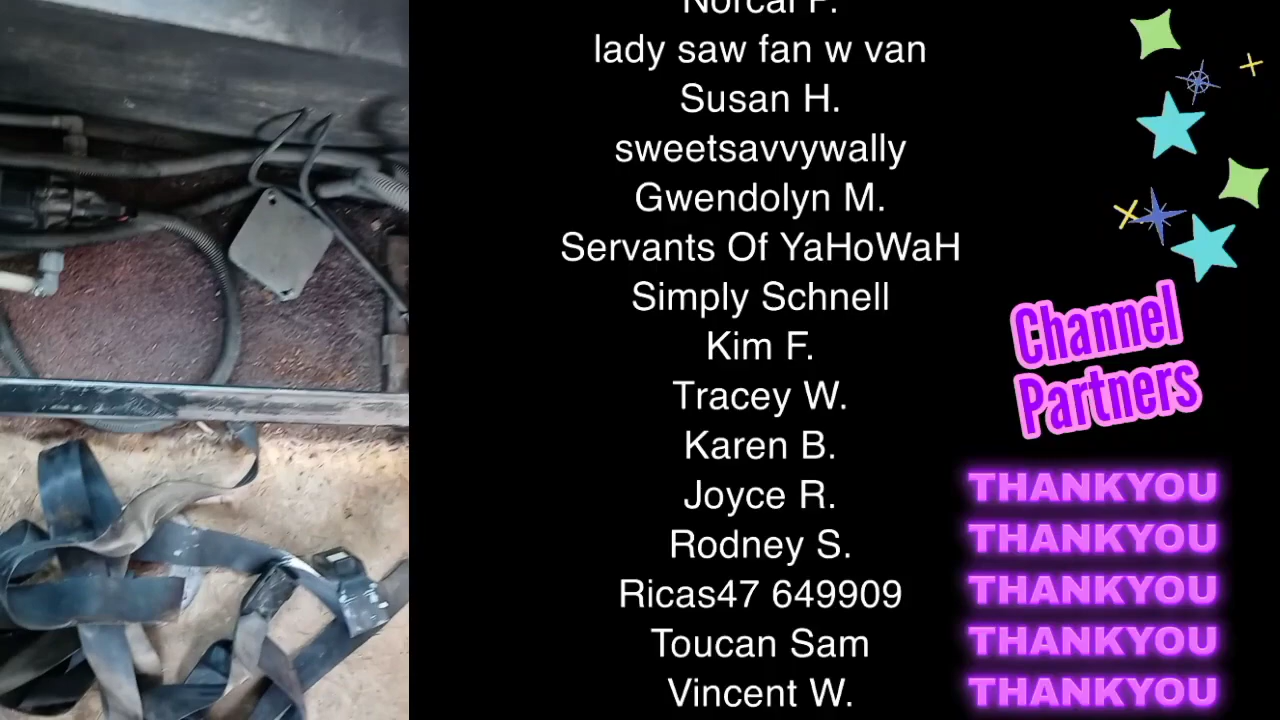 Norcal P.
lady saw fan w van
Susan H.
sweetsavvywally
Gwendolyn M.
Servants Of YaHoWaH
Simply Schnell
Kim F.
Tracey W.
Karen B.
Joyce R.
Rodney S.
Ricas47 649909
Toucan Sam
Vincent W.
Channel
Partners
THANKYOU
THANKYOU
THANKYOU
THANKYOU
THANKYOU